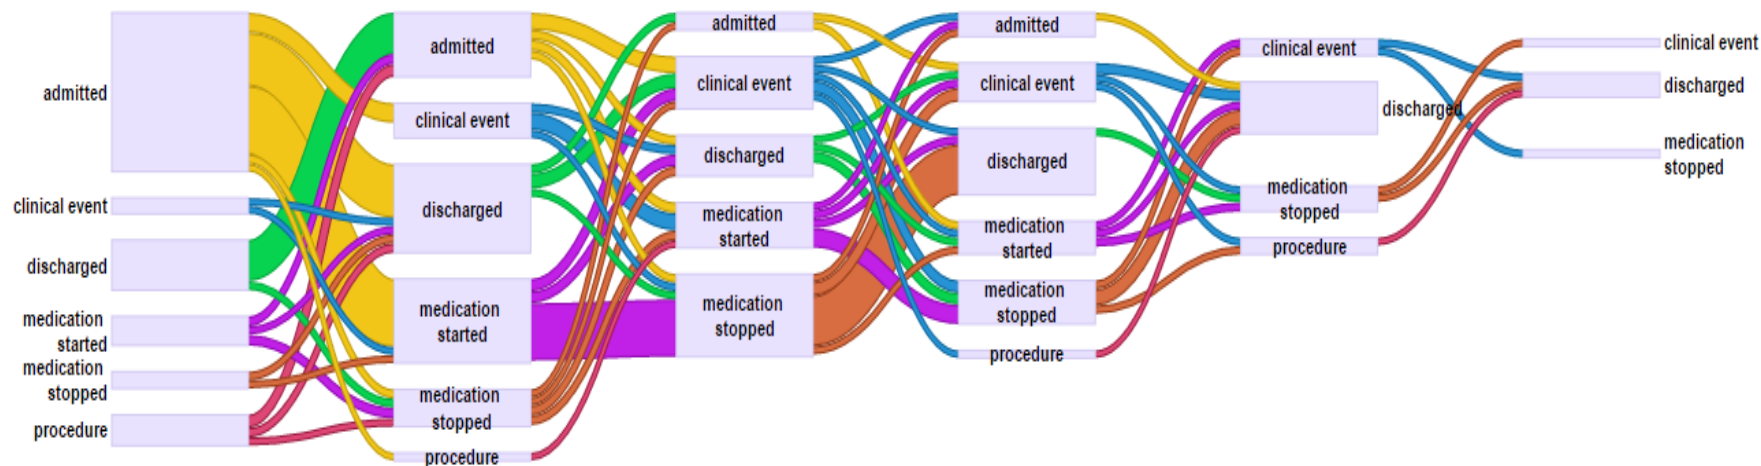 admitted
clinical event
discharged
medication
started
medication
stopped
procedure
admitted
clinical event
discharged
medication
started
medication
stopped
procedure
admitted
clinical event
discharged
medication
started
medication
stopped
admitted
clinical event
discharged
medication
started
medication
stopped
procedure
clinical event
discharged
medication
stopped
procedure
clinical event
discharged
medication
stopped